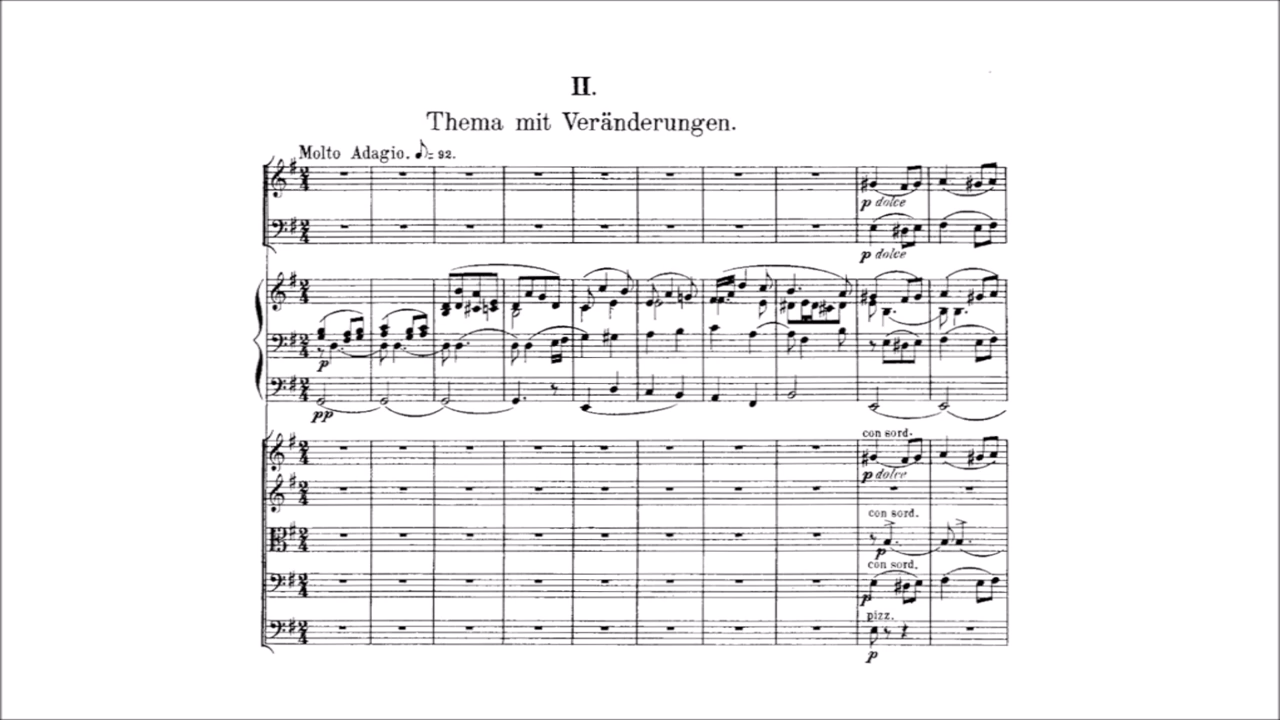 II.
Thema mit Veränderungen.
Molto Adagio. ♪= 92.
p dolce
p dolce
p
pp
con sord.
p dolce
con sord.
p
con sord.
p
pizz.
p